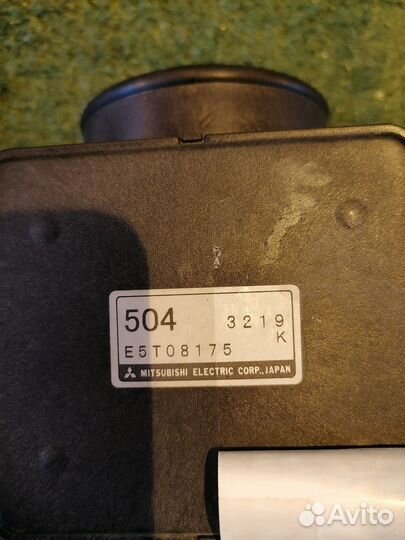 504 3219
E5T08175 K
MITSUBISHI ELECTRIC CORP., JAPAN
Avito